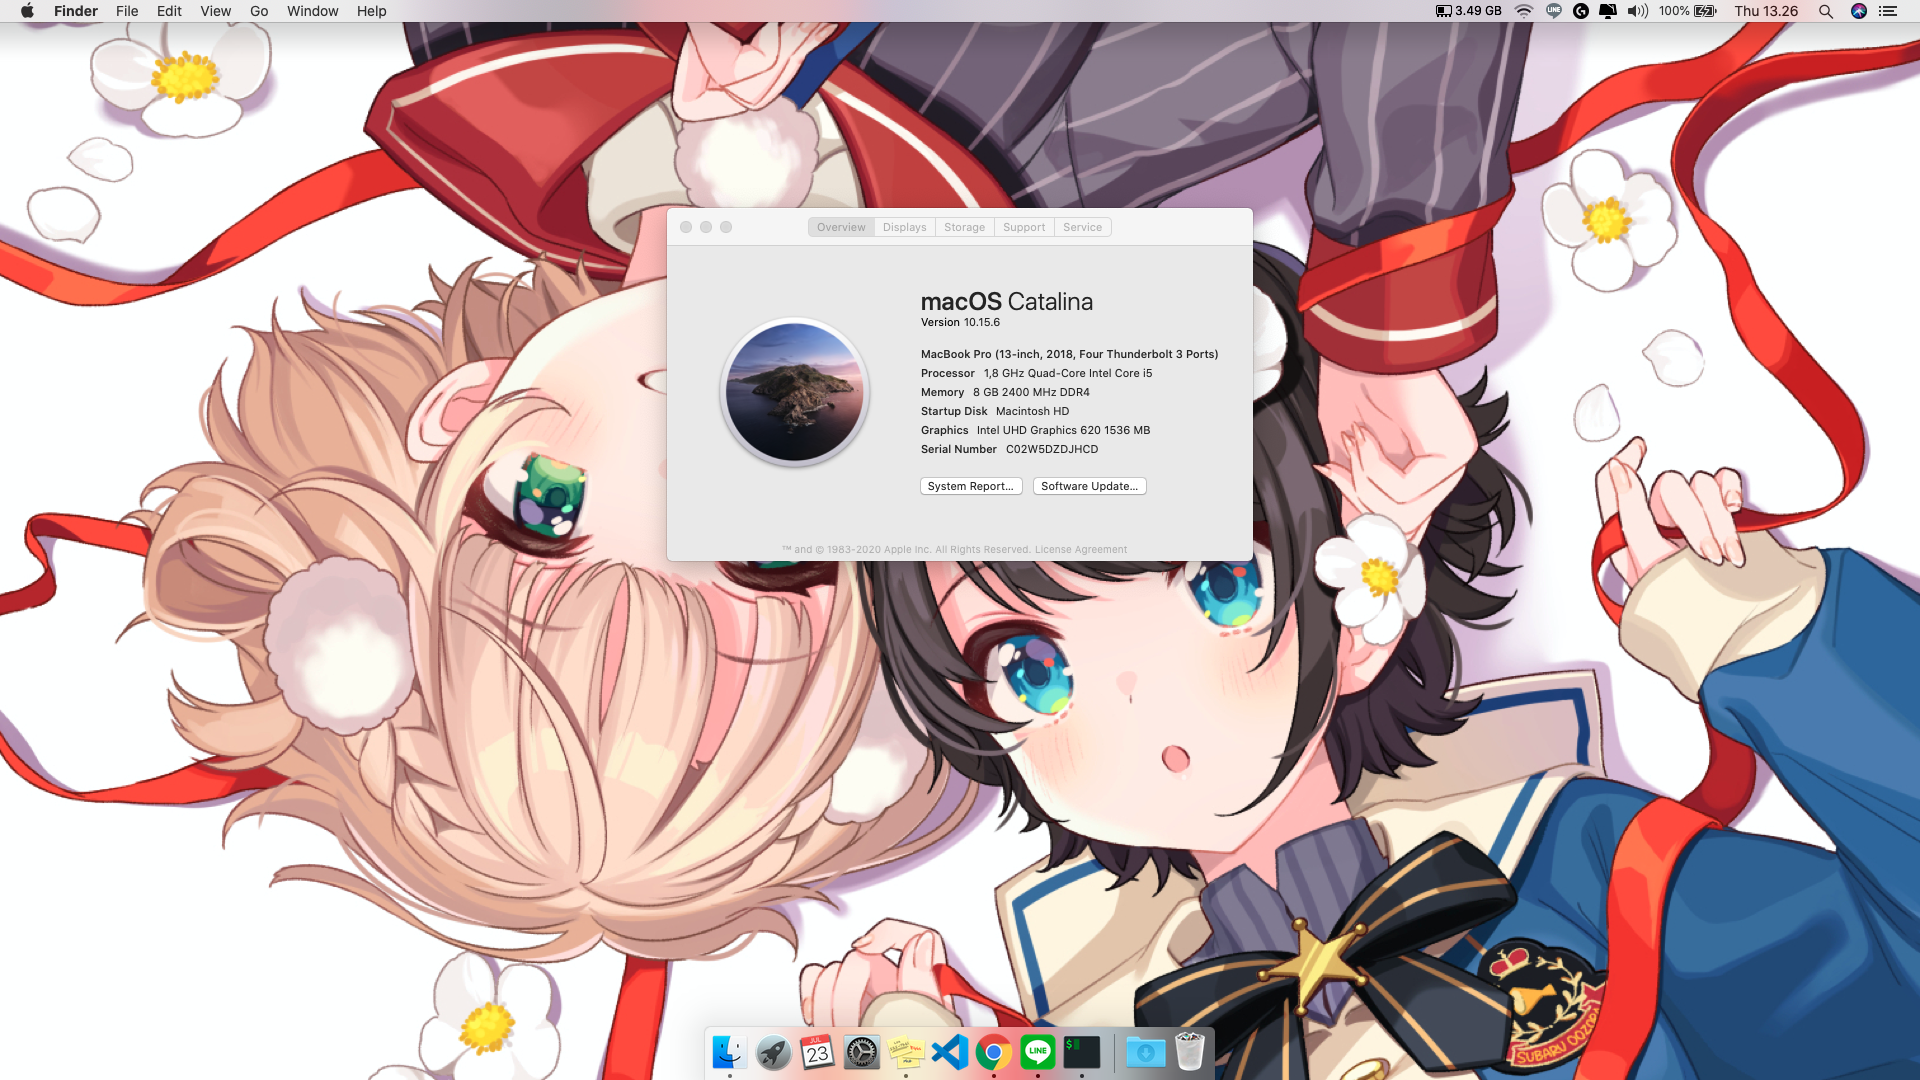 Finder File Edit View Go Window Help
3.49 GB LINE 100% Thu 13.26
Overview Displays Storage Support Service
macOS Catalina
Version 10.15.6
MacBook Pro (13-inch, 2018, Four Thunderbolt 3 Ports)
Processor 1,8 GHz Quad-Core Intel Core i5
Memory 8 GB 2400 MHz DDR4
Startup Disk Macintosh HD
Graphics Intel UHD Graphics 620 1536 MB
Serial Number C02W5DZDJHCD
System Report...
Software Update...
™ and © 1983-2020 Apple Inc. All Rights Reserved. License Agreement
SUBARU OOZORA
JUL
23
LINE
$